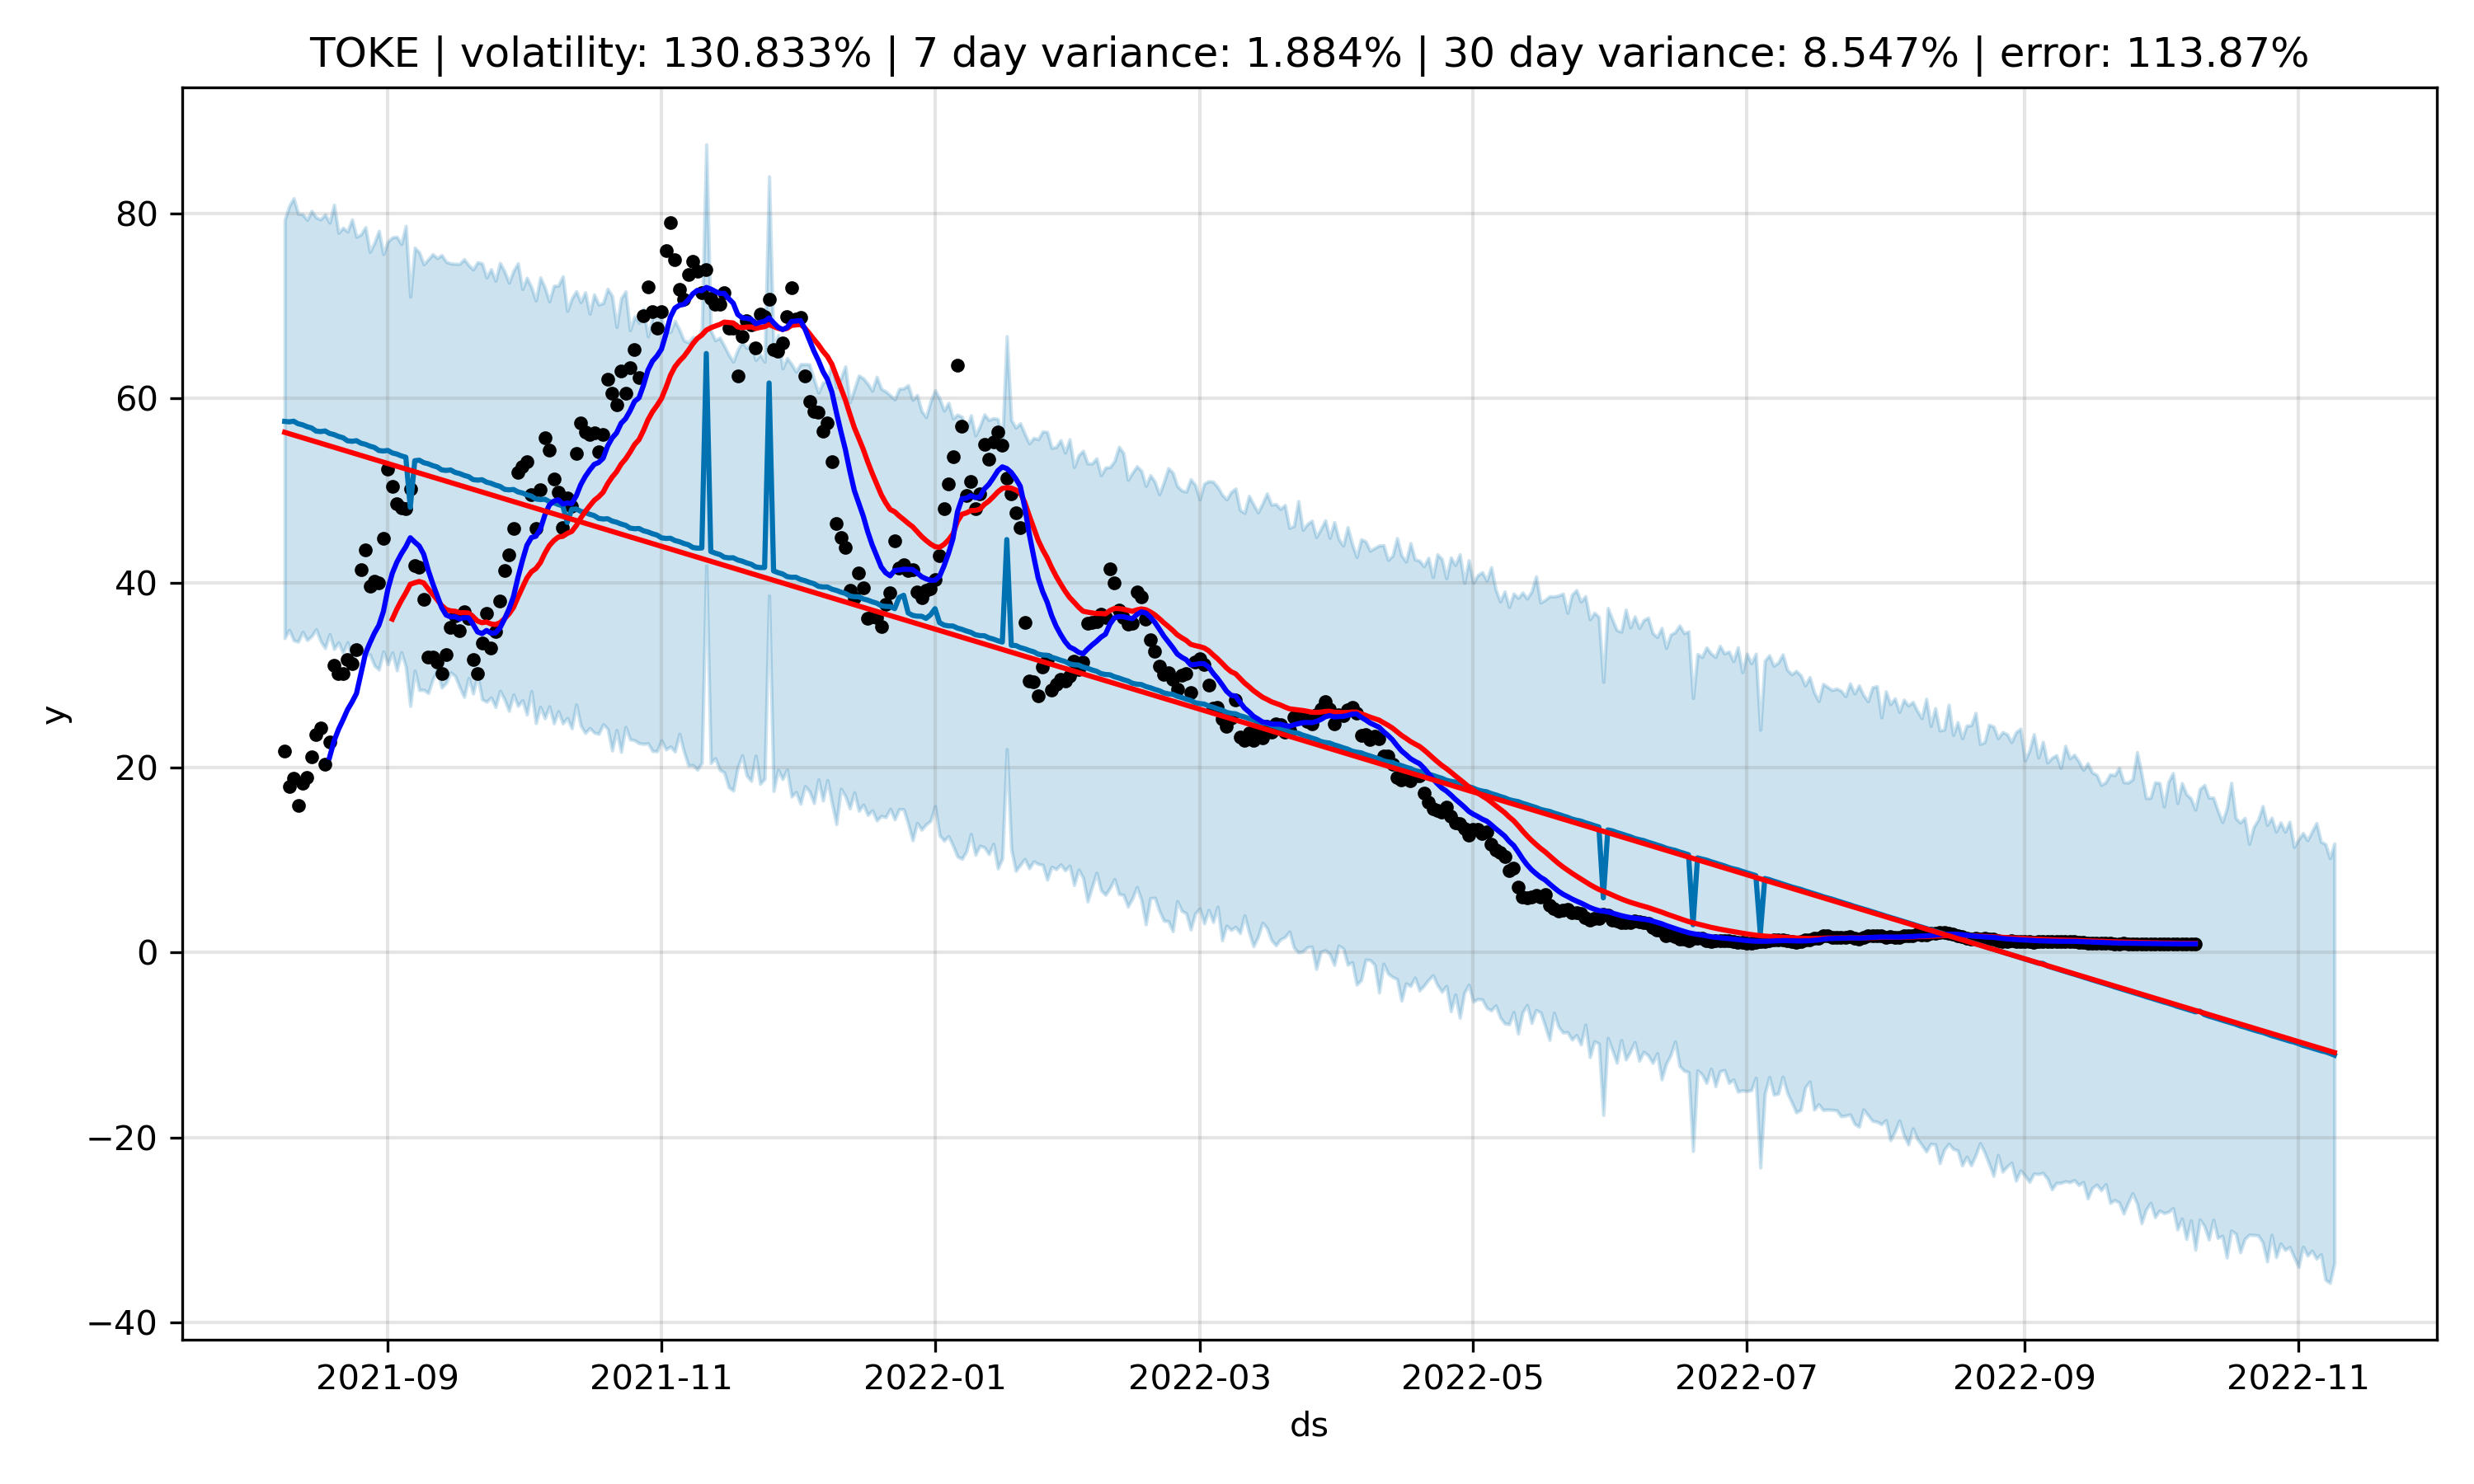 TOKE | volatility: 130.833% | 7 day variance: 1.884% | 30 day variance: 8.547% | error: 113.87%
80
60
40
20
0
−20
−40
y
2021-09 2021-11 2022-01 2022-03 2022-05 2022-07 2022-09 2022-11
ds